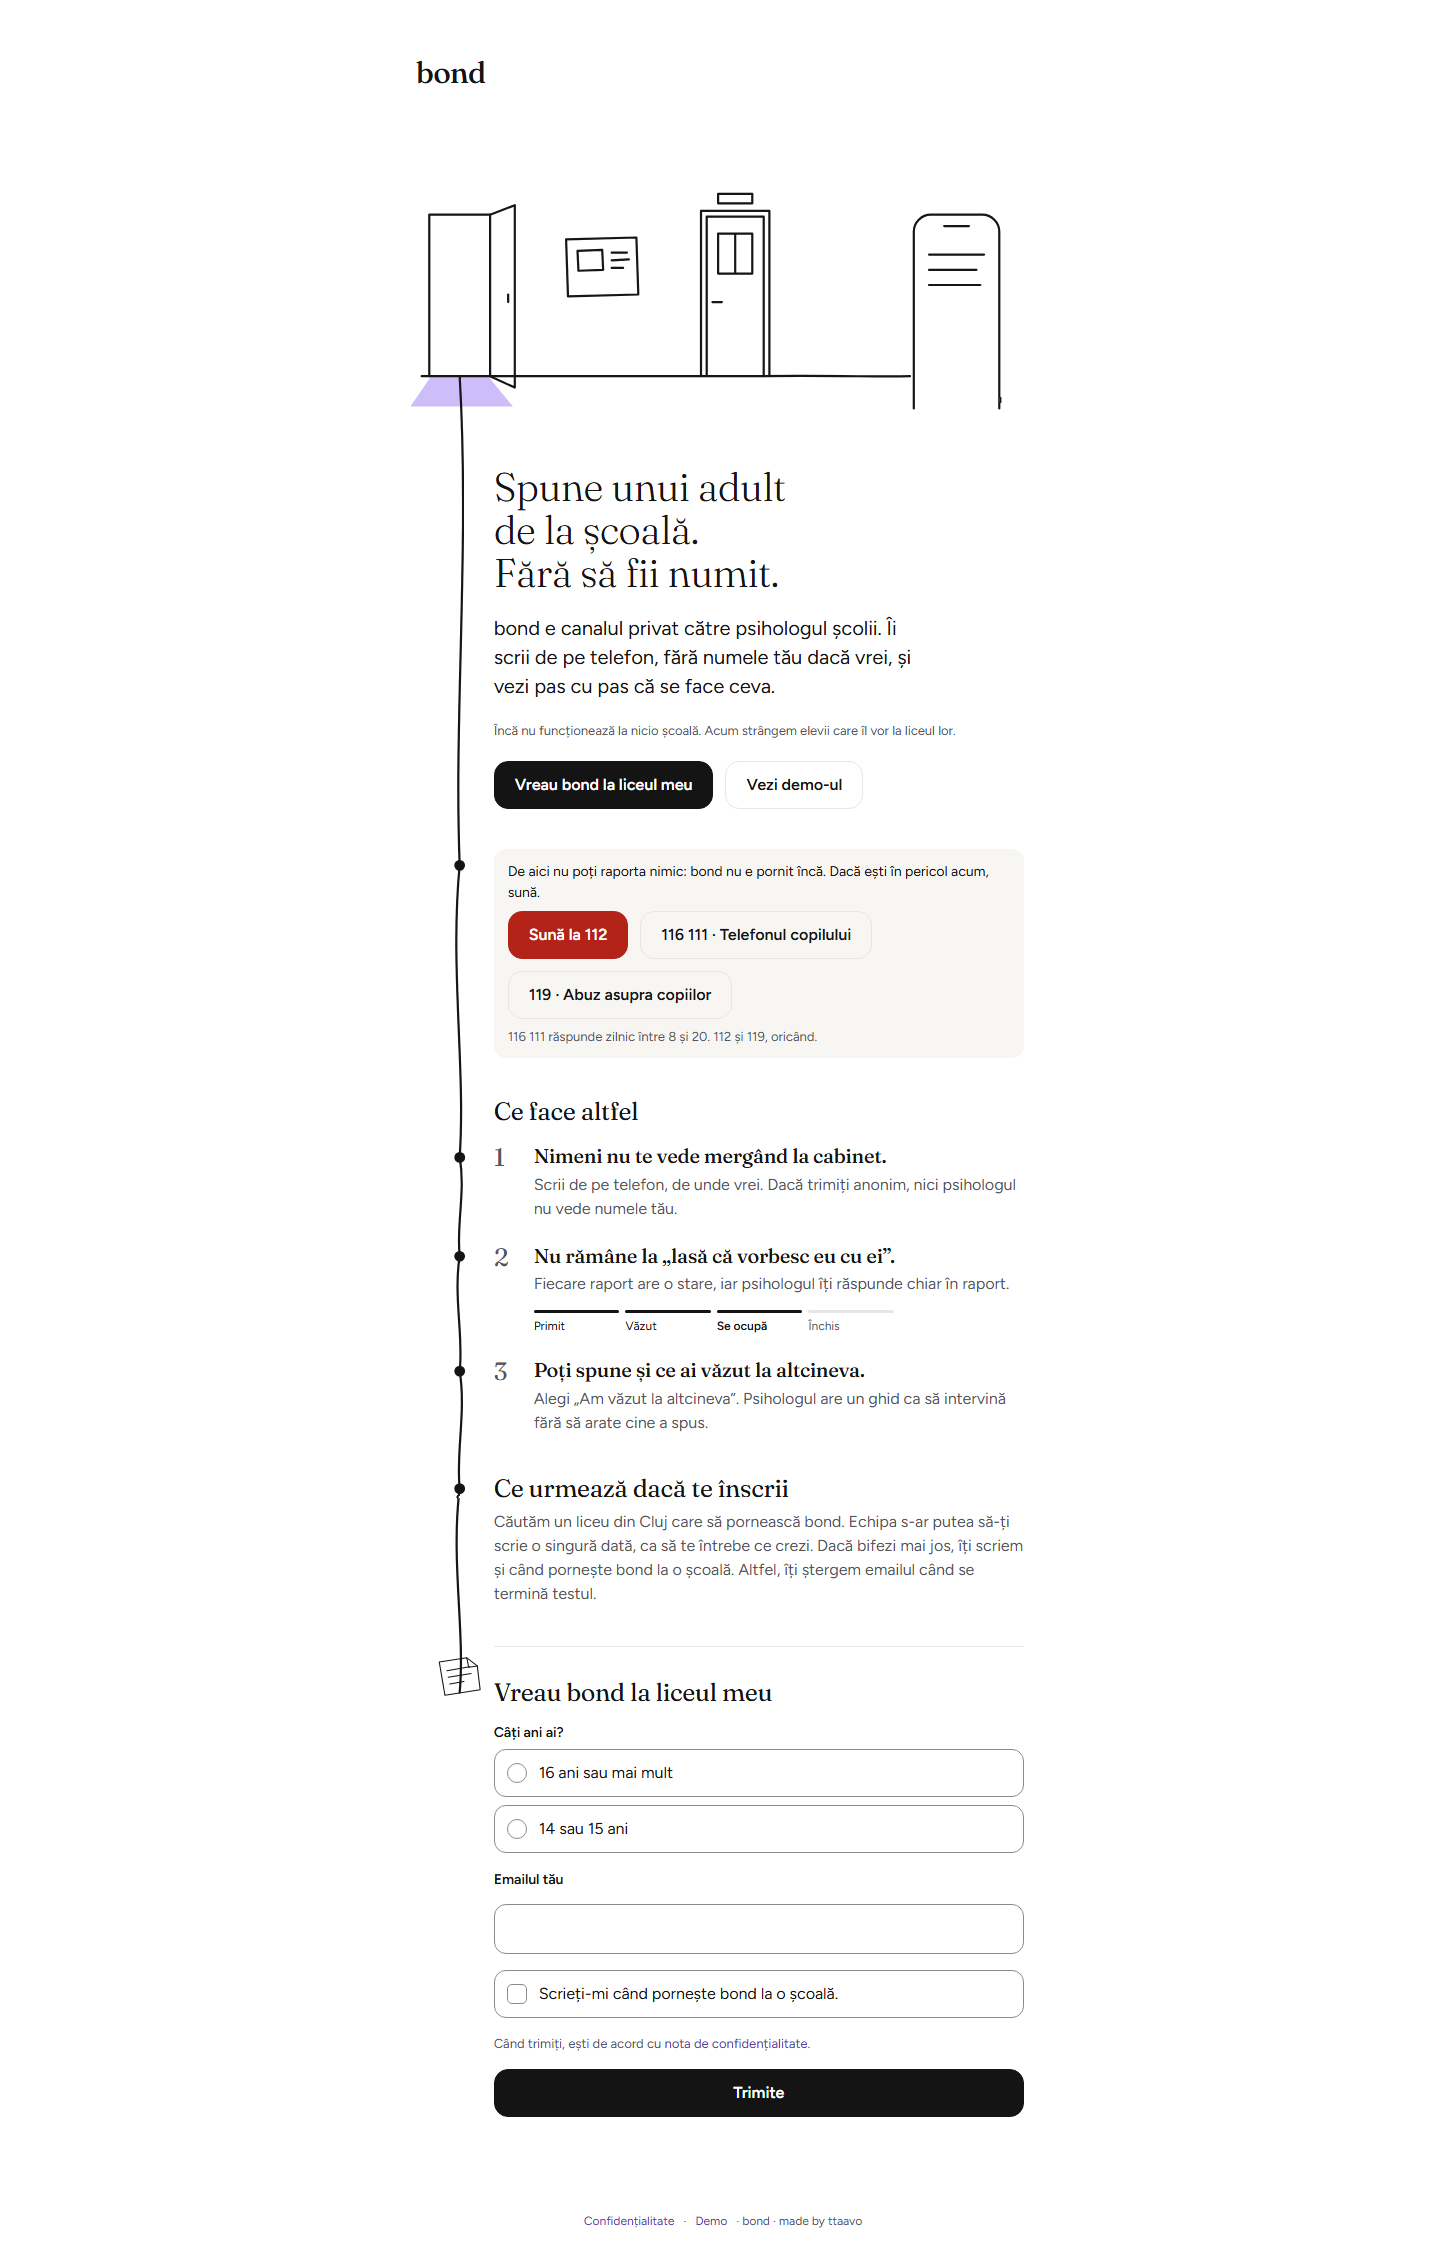 bond
Spune unui adult
de la școală.
Fără să fii numit.
bond e canalul privat către psihologul școlii. Îi
scrii de pe telefon, fără numele tău dacă vrei, și
vezi pas cu pas că se face ceva.
Încă nu funcționează la nicio școală. Acum strângem elevii care îl vor la liceul lor.
Vreau bond la liceul meu
Vezi demo-ul
De aici nu poți raporta nimic: bond nu e pornit încă. Dacă ești în pericol acum,
sună.
Sună la 112
116 111 · Telefonul copilului
119 · Abuz asupra copiilor
116 111 răspunde zilnic între 8 și 20. 112 și 119, oricând.
Ce face altfel
1 Nimeni nu te vede mergând la cabinet.
Scrii de pe telefon, de unde vrei. Dacă trimiți anonim, nici psihologul
nu vede numele tău.
2 Nu rămâne la „lasă că vorbesc eu cu ei”.
Fiecare raport are o stare, iar psihologul îți răspunde chiar în raport.
Primit Văzut Se ocupă Închis
3 Poți spune și ce ai văzut la altcineva.
Alegi „Am văzut la altcineva”. Psihologul are un ghid ca să intervină
fără să arate cine a spus.
Ce urmează dacă te înscrii
Căutăm un liceu din Cluj care să pornească bond. Echipa s-ar putea să-ți
scrie o singură dată, ca să te întrebe ce crezi. Dacă bifezi mai jos, îți scriem
și când pornește bond la o școală. Altfel, îți ștergem emailul când se
termină testul.
Vreau bond la liceul meu
Câți ani ai?
16 ani sau mai mult
14 sau 15 ani
Emailul tău
Scrieți-mi când pornește bond la o școală.
Când trimiți, ești de acord cu nota de confidențialitate.
Trimite
Confidențialitate · Demo · bond · made by ttaavo